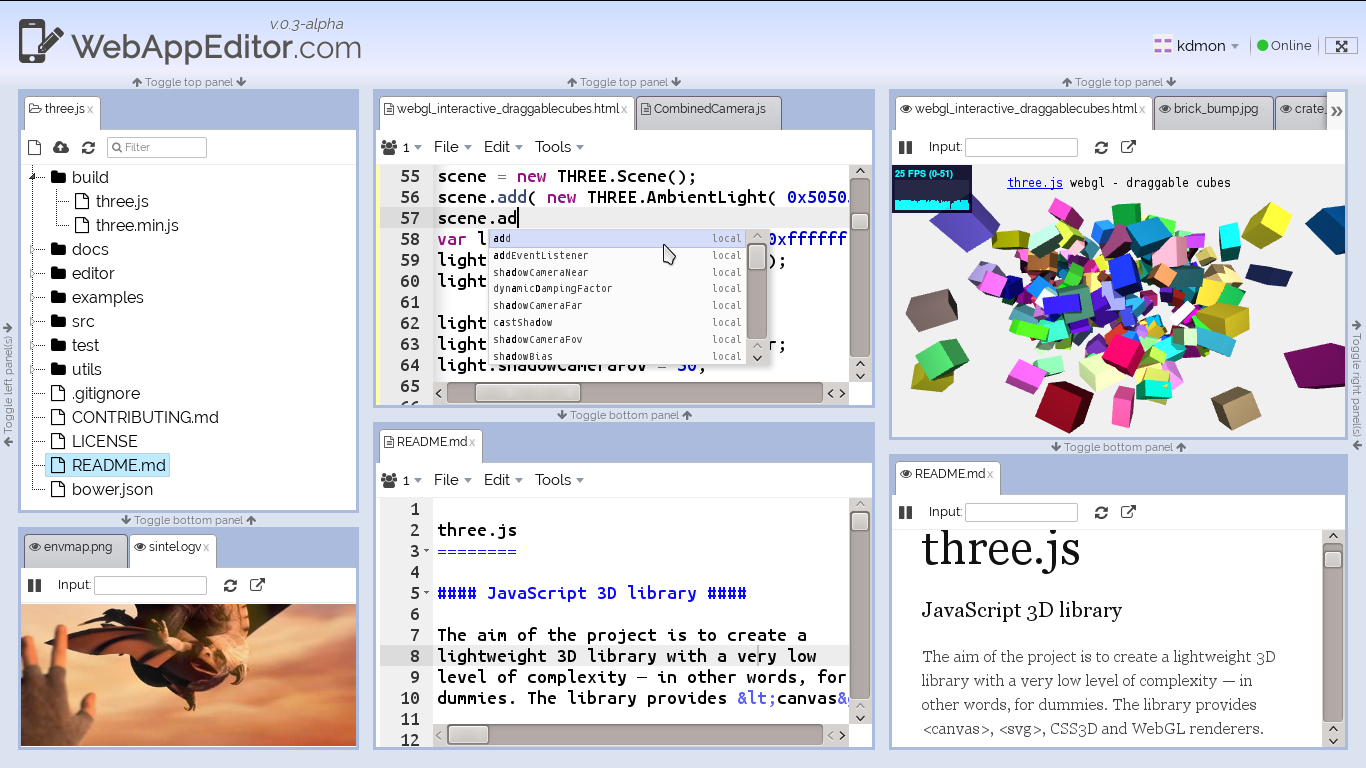 v.0.3-alpha
WebAppEditor.com
kdmon
Online
Toggle top panel
three.js x
Filter
build
three.js
three.min.js
docs
editor
examples
src
test
utils
.gitignore
CONTRIBUTING.md
LICENSE
README.md
bower.json
Toggle left panel(s)
Toggle bottom panel
envmap.png
sintel.ogv x
Input:
Toggle top panel
webgl_interactive_draggablecubes.html x
CombinedCamera.js
1 File Edit Tools
55 scene = new THREE.Scene();
56 scene.add( new THREE.AmbientLight( 0x5050
57 scene.ad
58 var l 0xffffff
59 light );
60 light
61
62 light
63 light r;
64 light.shadowCameraFov = 50;
65
add local
addEventListener local
shadowCameraNear local
dynamicDampingFactor local
shadowCameraFar local
castShadow local
shadowCameraFov local
shadowBias local
Toggle bottom panel
README.md x
1 File Edit Tools
1
2 three.js
3 ========
4
5 #### JavaScript 3D library ####
6
7 The aim of the project is to create a
8 lightweight 3D library with a very low
9 level of complexity — in other words, for
10 dummies. The library provides &lt;canvas&
11
12
Toggle top panel
webgl_interactive_draggablecubes.html x
brick_bump.jpg
crate_
»
Input:
25 FPS (0-51)
three.js webgl - draggable cubes
Toggle right panel(s)
Toggle bottom panel
README.md x
Input:
three.js
JavaScript 3D library
The aim of the project is to create a lightweight 3D
library with a very low level of complexity — in
other words, for dummies. The library provides
<canvas>, <svg>, CSS3D and WebGL renderers.